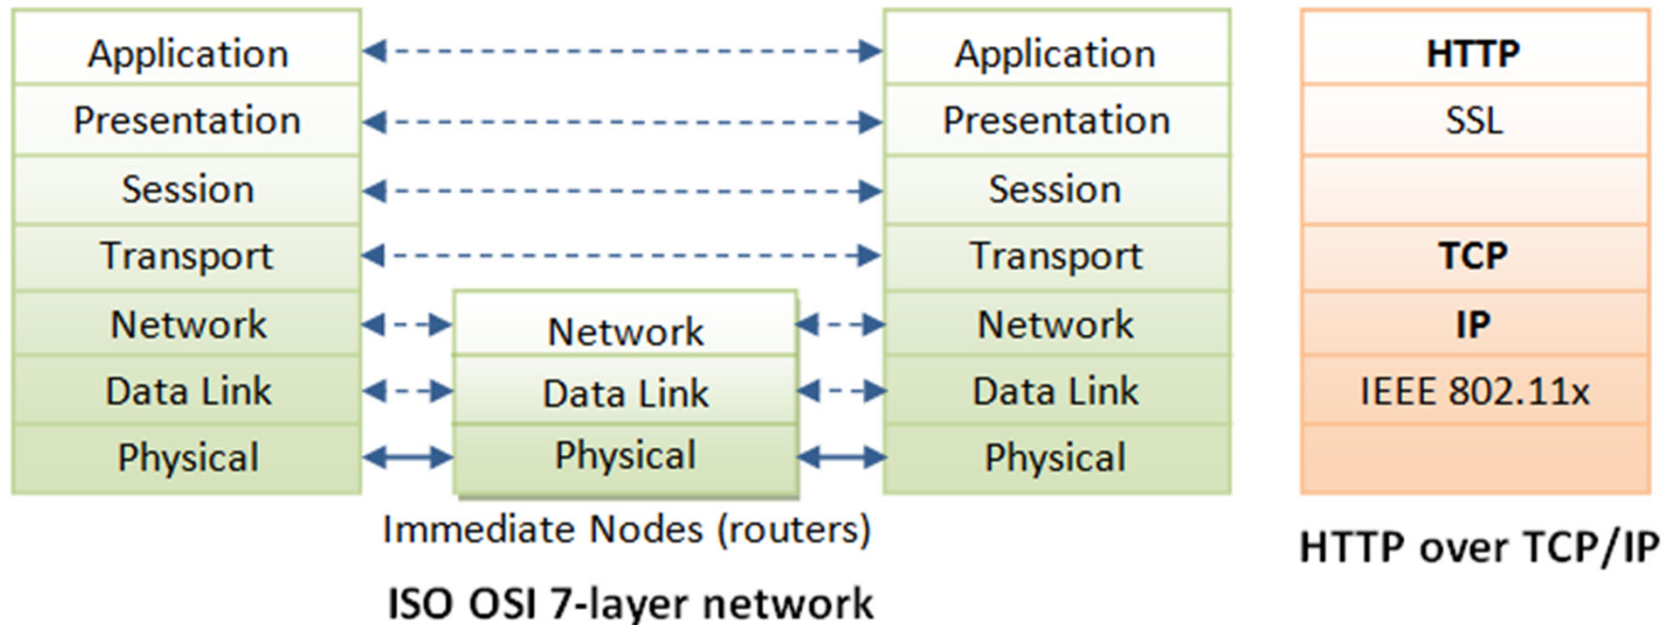 Application
Presentation
Session
Transport
Network
Data Link
Physical
Network
Data Link
Physical
Immediate Nodes (routers)
ISO OSI 7-layer network
Application
Presentation
Session
Transport
Network
Data Link
Physical
HTTP
SSL
TCP
IP
IEEE 802.11x
HTTP over TCP/IP